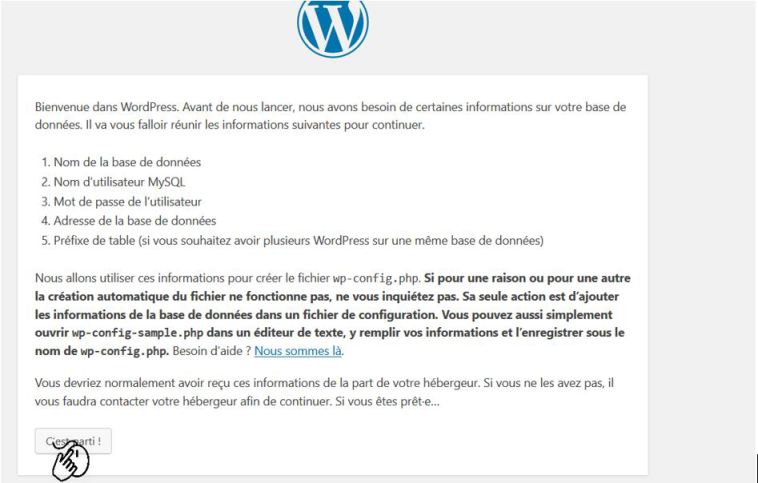 Bienvenue dans WordPress. Avant de nous lancer, nous avons besoin de certaines informations sur votre base de
données. Il va vous falloir réunir les informations suivantes pour continuer.
1. Nom de la base de données
2. Nom d'utilisateur MySQL
3. Mot de passe de l'utilisateur
4. Adresse de la base de données
5. Préfixe de table (si vous souhaitez avoir plusieurs WordPress sur une même base de données)
Nous allons utiliser ces informations pour créer le fichier wp-config.php. Si pour une raison ou pour une autre
la création automatique du fichier ne fonctionne pas, ne vous inquiétez pas. Sa seule action est d'ajouter
les informations de la base de données dans un fichier de configuration. Vous pouvez aussi simplement
ouvrir wp-config-sample.php dans un éditeur de texte, y remplir vos informations et l'enregistrer sous le
nom de wp-config.php. Besoin d'aide ? Nous sommes là.
Vous devriez normalement avoir reçu ces informations de la part de votre hébergeur. Si vous ne les avez pas, il
vous faudra contacter votre hébergeur afin de continuer. Si vous êtes prêt·e…
C'est parti !